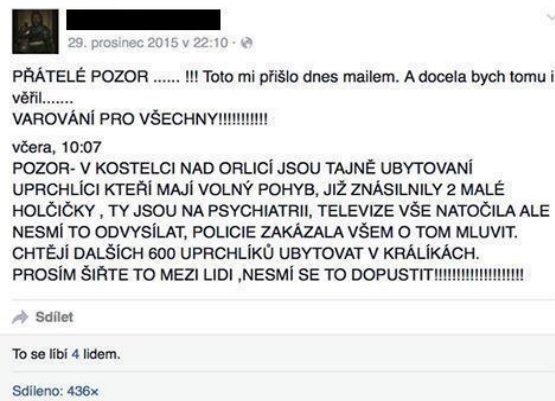 29. prosinec 2015 v 22:10 ·
PŘÁTELÉ POZOR ...... !!! Toto mi přišlo dnes mailem. A docela bych tomu i
věřil.......
VAROVÁNÍ PRO VŠECHNY!!!!!!!!!!!
včera, 10:07
POZOR- V KOSTELCI NAD ORLICÍ JSOU TAJNĚ UBYTOVANÍ
UPRCHLÍCI KTEŘÍ MAJÍ VOLNÝ POHYB, JIŽ ZNÁSILNILY 2 MALÉ
HOLČIČKY , TY JSOU NA PSYCHIATRII, TELEVIZE VŠE NATOČILA ALE
NESMÍ TO ODVYSÍLAT, POLICIE ZAKÁZALA VŠEM O TOM MLUVIT.
CHTĚJÍ DALŠÍCH 600 UPRCHLÍKŮ UBYTOVAT V KRÁLÍKÁCH.
PROSÍM ŠIŘTE TO MEZI LIDI ,NESMÍ SE TO DOPUSTIT!!!!!!!!!!!!!!!!!!!!
Sdílet
To se líbí 4 lidem.
Sdíleno: 436×